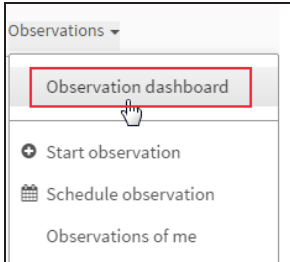 Observations
Observation dashboard
Start observation
Schedule observation
Observations of me